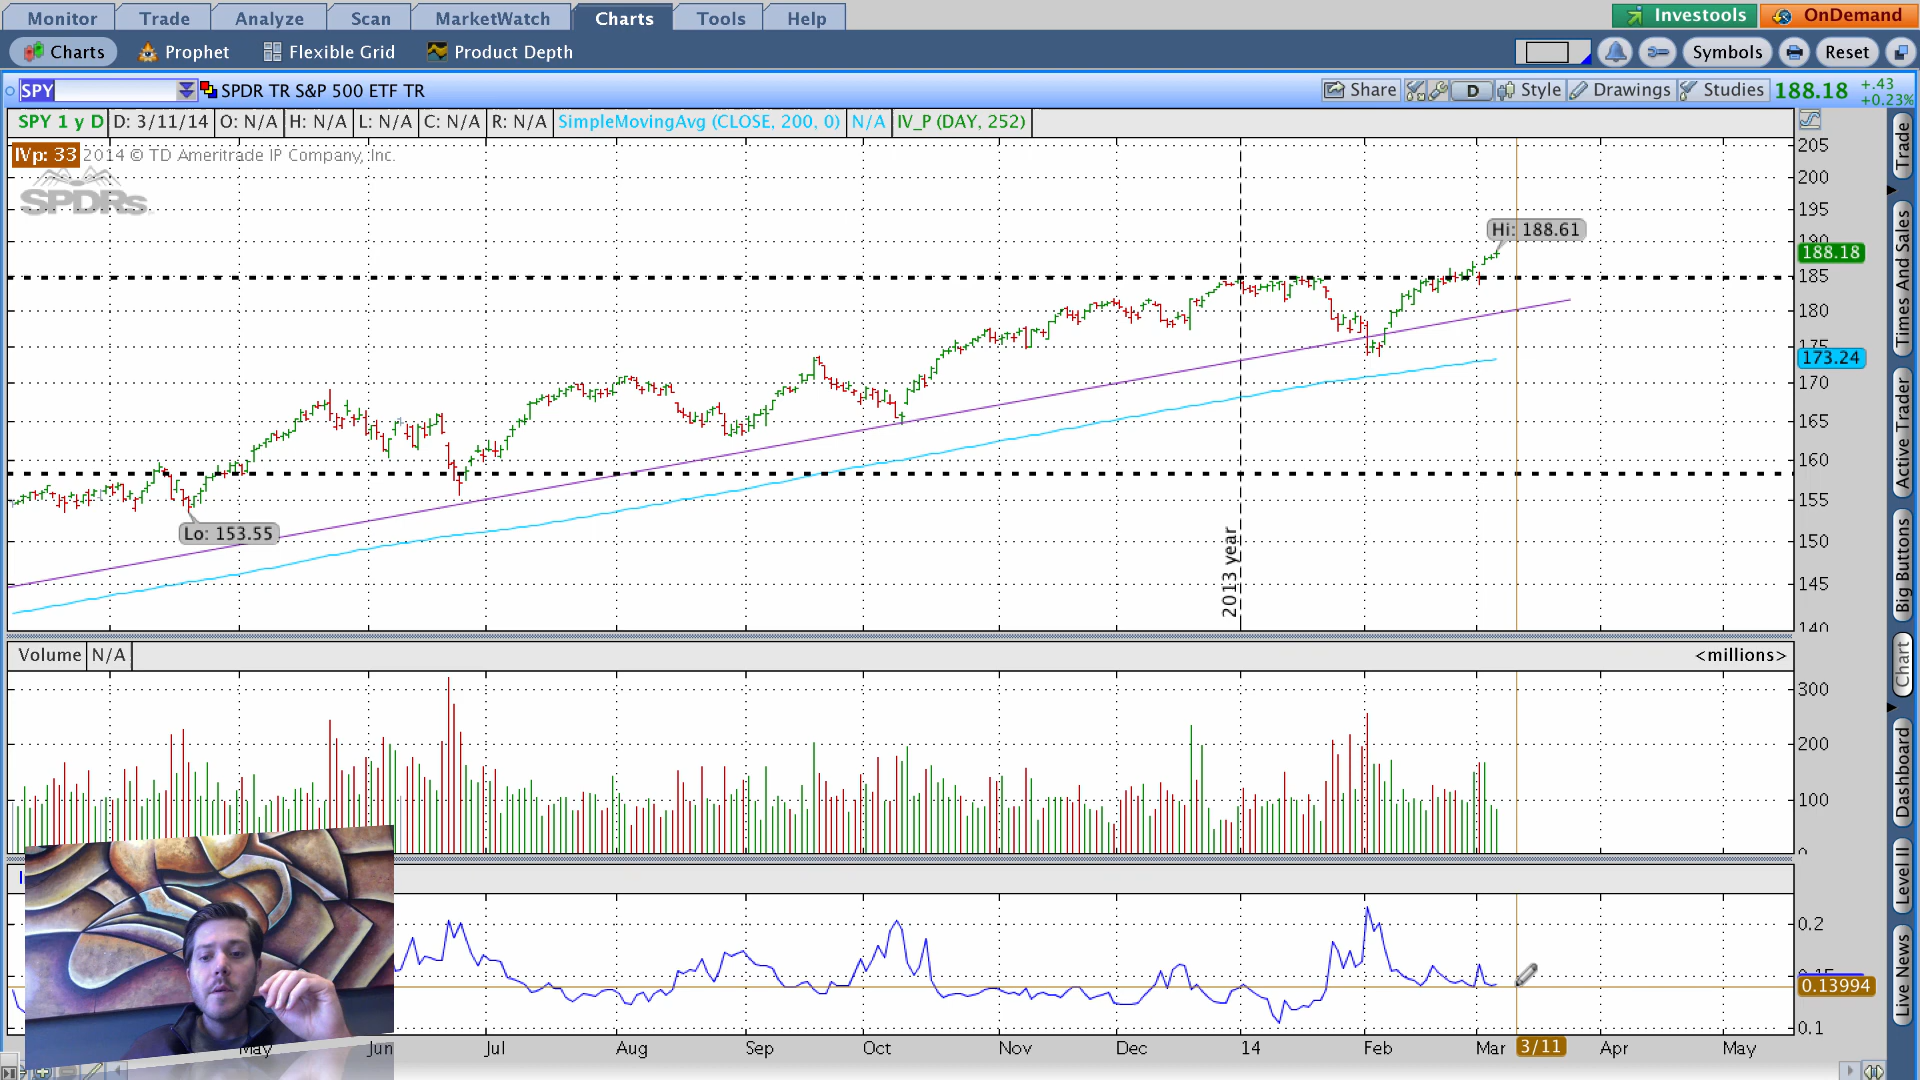 Monitor Trade Analyze Scan MarketWatch Charts Tools Help Investools OnDemand
Charts Prophet Flexible Grid Product Depth Symbols Reset
SPY SPDR TR S&P 500 ETF TR Share D Style Drawings Studies 188.18 +.43
+0.23%
SPY 1 y D D: 3/11/14 O: N/A H: N/A L: N/A C: N/A R: N/A SimpleMovingAvg (CLOSE, 200, 0) N/A IV_P (DAY, 252)
IVp: 33 2014 © TD Ameritrade IP Company, Inc.
SPDRs
Hi: 188.61
Lo: 153.55
2013 year
205
200
195
190
188.18
185
180
175
173.24
170
165
160
155
150
145
140
Volume N/A <millions>
300
200
100
0
0.2
0.15
0.13994
0.1
May Jun Jul Aug Sep Oct Nov Dec 14 Feb Mar 3/11 Apr May
Trade
Times And Sales
Active Trader
Big Buttons
Chart
Dashboard
Level II
Live News